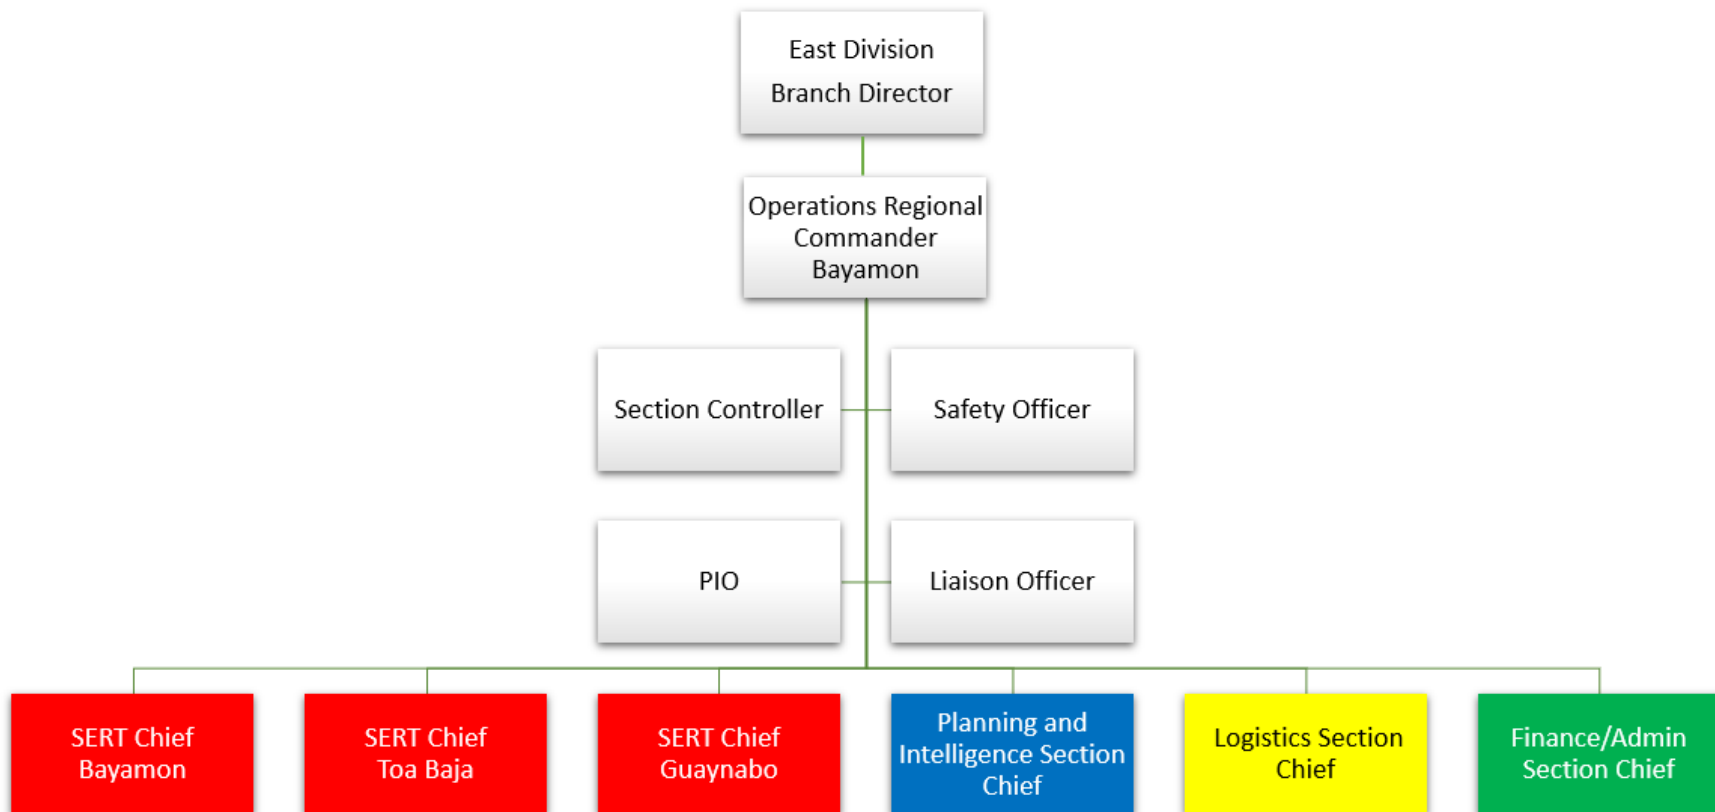 East Division
Branch Director
Operations Regional
Commander
Bayamon
Section Controller
Safety Officer
PIO
Liaison Officer
SERT Chief
Bayamon
SERT Chief
Toa Baja
SERT Chief
Guaynabo
Planning and
Intelligence Section
Chief
Logistics Section
Chief
Finance/Admin
Section Chief